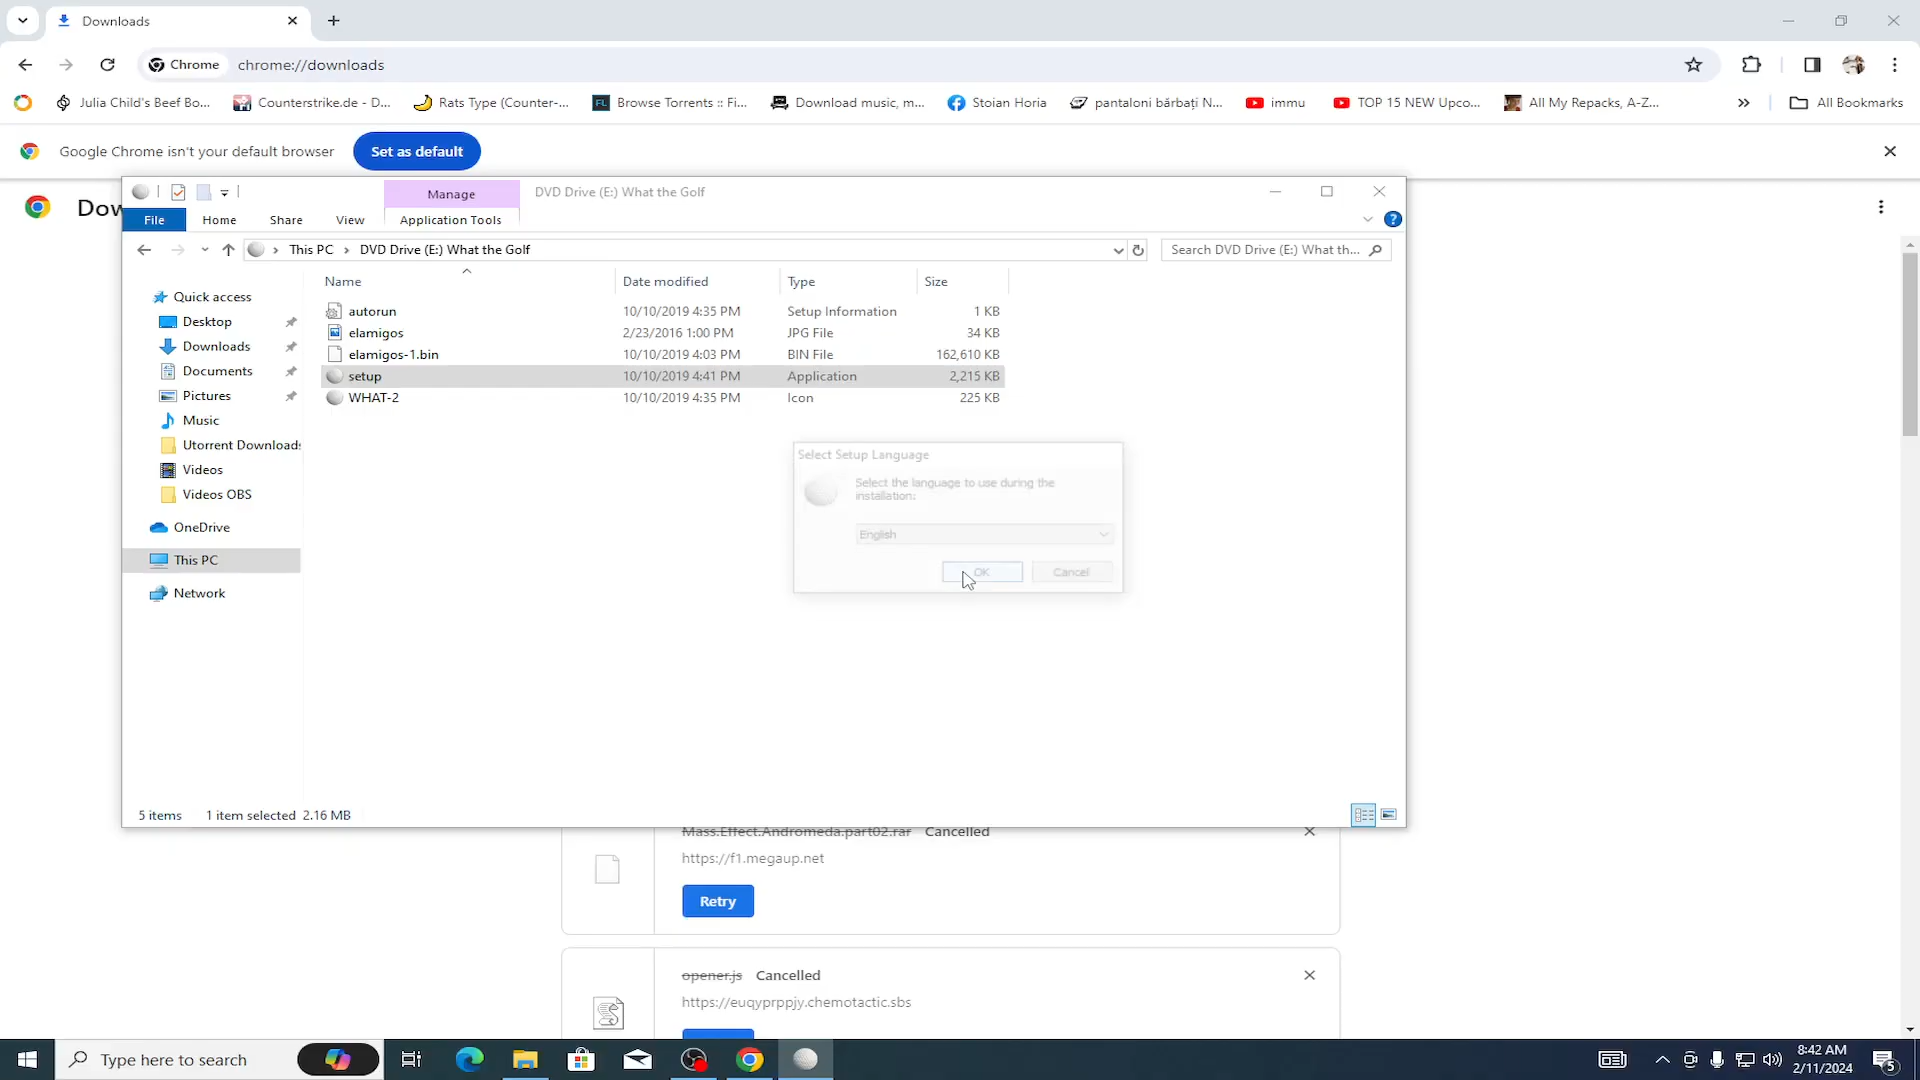 Downloads
Chrome
chrome://downloads
Julia Child's Beef Bo...
Counterstrike.de - D...
Rats Type (Counter-...
Browse Torrents :: Fi...
Download music, m...
Stoian Horia
pantaloni bărbați N...
immu
TOP 15 NEW Upco...
All My Repacks, A-Z...
All Bookmarks
Google Chrome isn't your default browser
Set as default
Dow
Manage
DVD Drive (E:) What the Golf
File
Home
Share
View
Application Tools
This PC
DVD Drive (E:) What the Golf
Search DVD Drive (E:) What th...
Name
Date modified
Type
Size
autorun
10/10/2019 4:35 PM
Setup Information
1 KB
elamigos
2/23/2016 1:00 PM
JPG File
34 KB
elamigos-1.bin
10/10/2019 4:03 PM
BIN File
162,610 KB
setup
10/10/2019 4:41 PM
Application
2,215 KB
WHAT-2
10/10/2019 4:35 PM
Icon
225 KB
Quick access
Desktop
Downloads
Documents
Pictures
Music
Utorrent Downloads
Videos
Videos OBS
OneDrive
This PC
Network
Select Setup Language
Select the language to use during the
installation:
English
OK
Cancel
5 items
1 item selected 2.16 MB
Mass.Effect.Andromeda.part02.rar
Cancelled
https://f1.megaup.net
Retry
opener.js
Cancelled
https://euqyprppjy.chemotactic.sbs
Type here to search
8:42 AM
2/11/2024
5